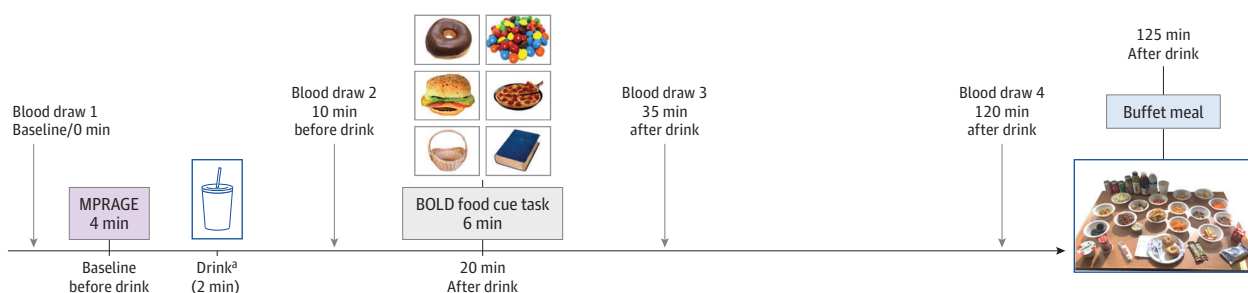 Blood draw 1
Baseline/0 min
MPRAGE
4 min
Baseline
before drink
Drinkᵃ
(2 min)
Blood draw 2
10 min
before drink
BOLD food cue task
6 min
20 min
After drink
Blood draw 3
35 min
after drink
Blood draw 4
120 min
after drink
125 min
After drink
Buffet meal